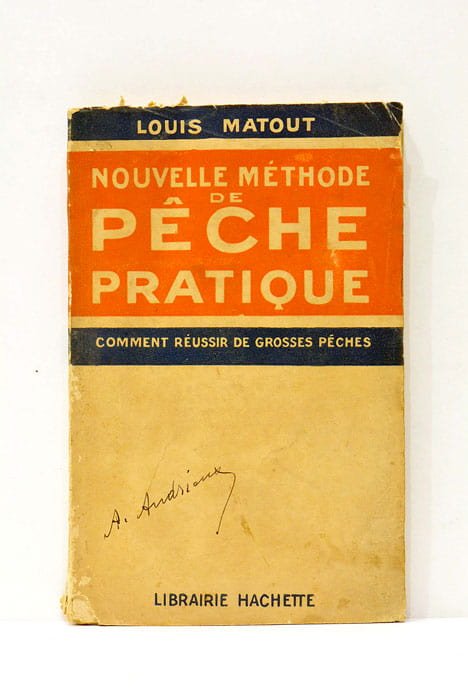 LOUIS MATOUT
NOUVELLE MÉTHODE
DE
PÊCHE
PRATIQUE
COMMENT RÉUSSIR DE GROSSES PÊCHES
A. Andrieux
LIBRAIRIE HACHETTE